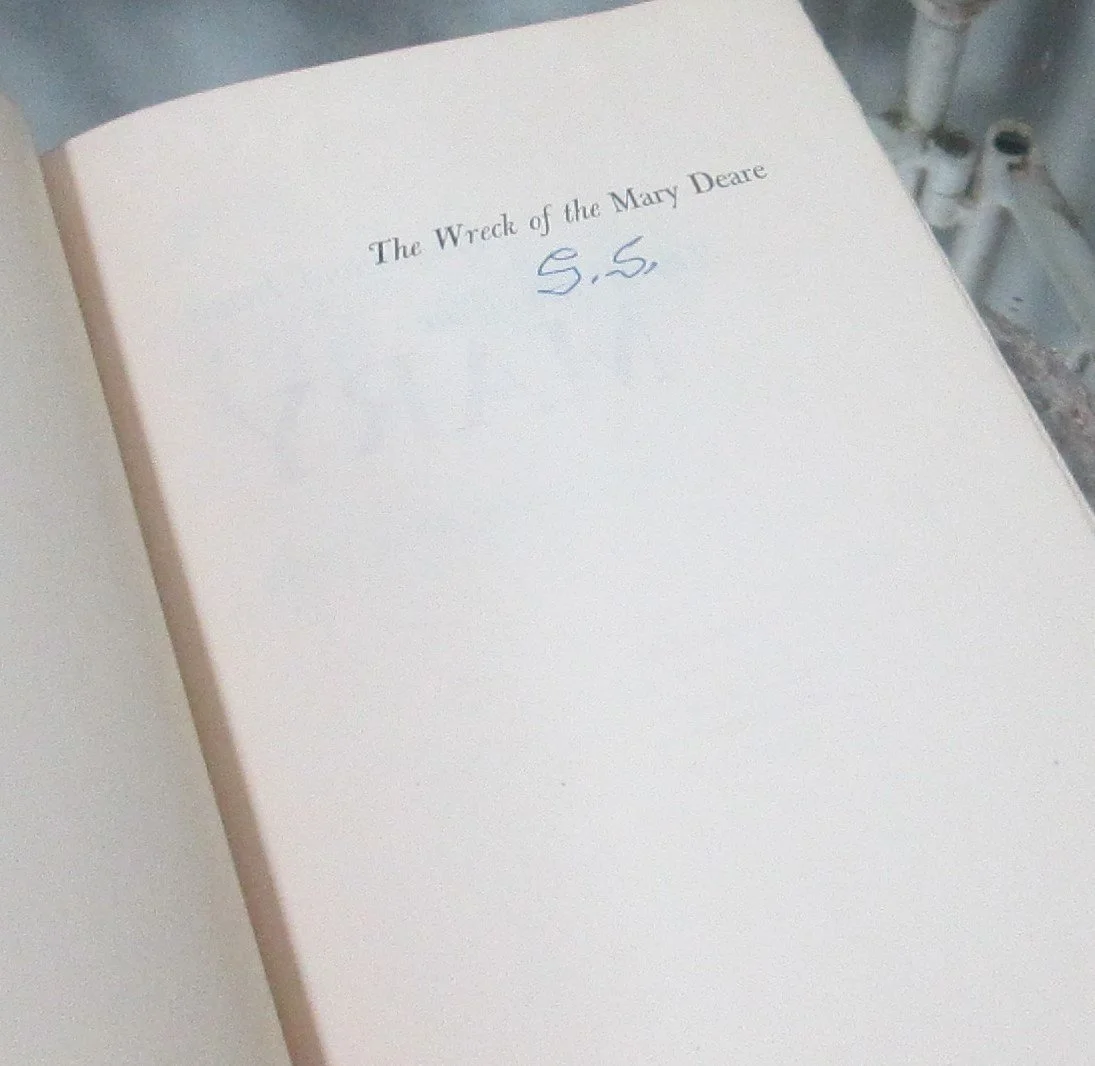 The Wreck of the Mary Deare
S.S.